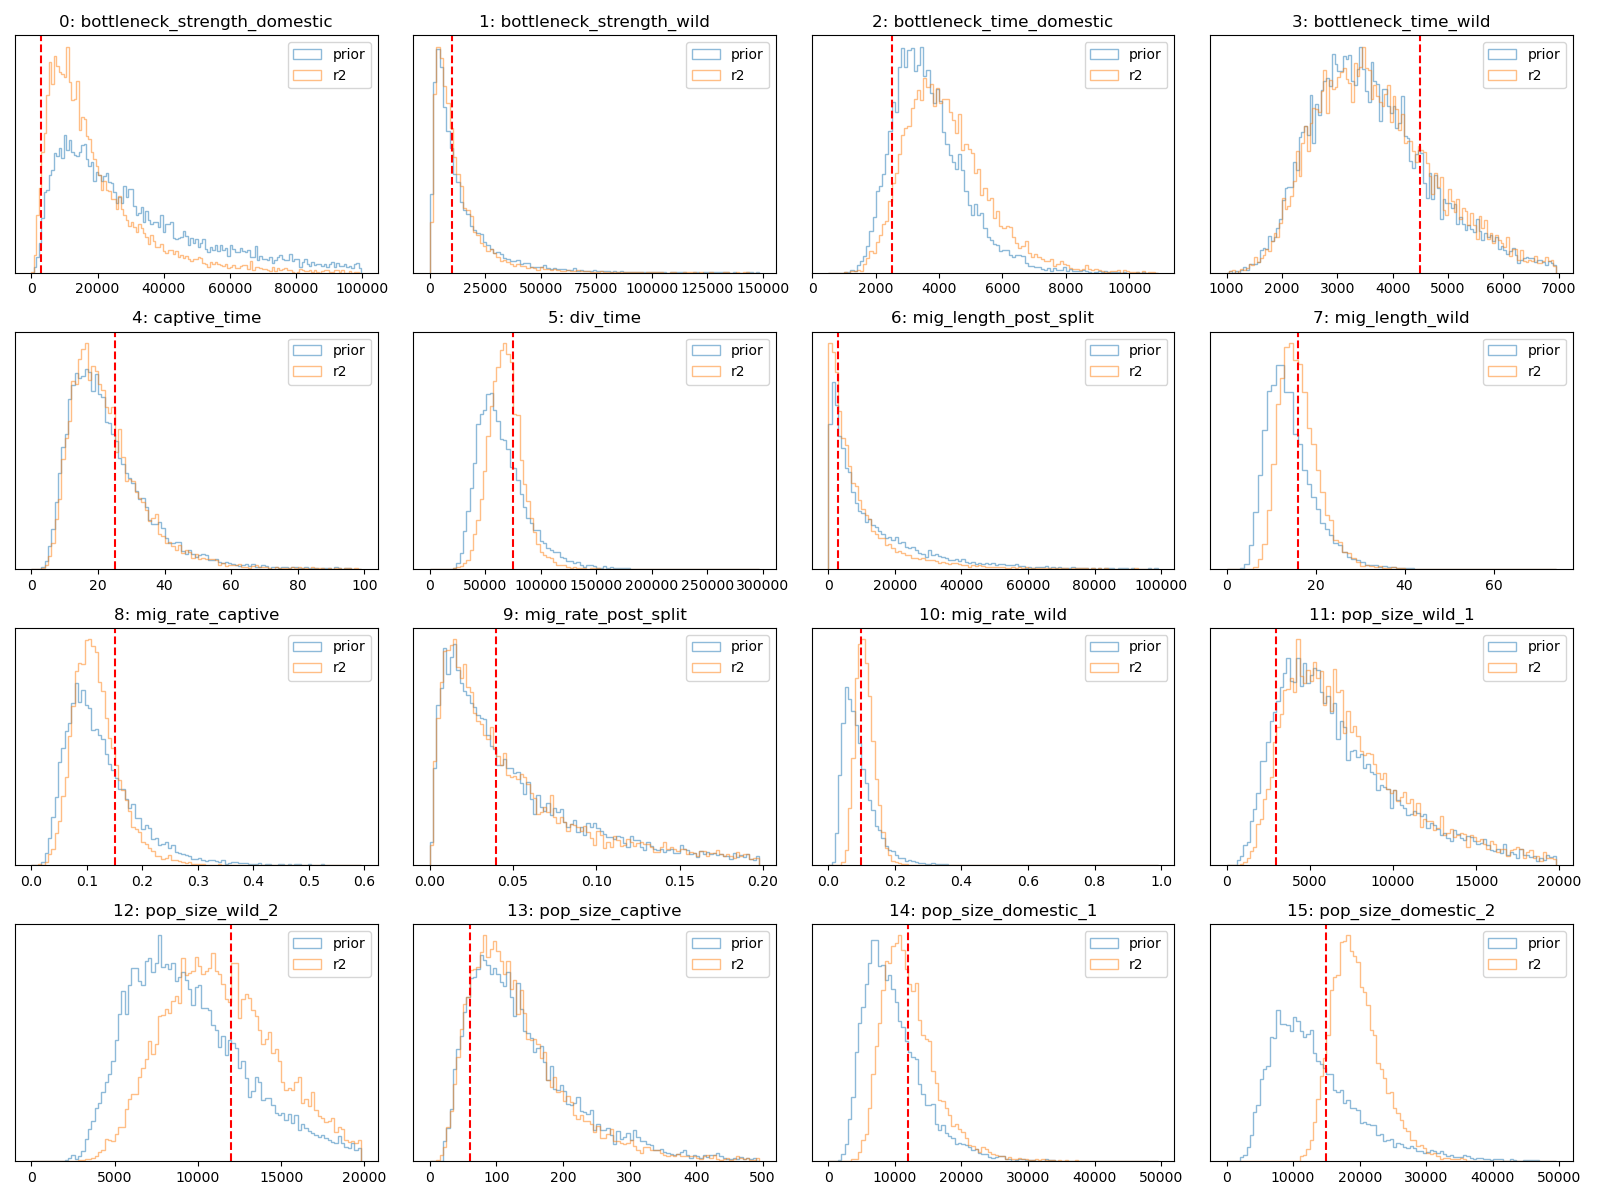 0: bottleneck_strength_domestic
prior
r2
0 20000 40000 60000 80000 100000
1: bottleneck_strength_wild
prior
r2
0 25000 50000 75000 100000 125000 150000
2: bottleneck_time_domestic
prior
r2
0 2000 4000 6000 8000 10000
3: bottleneck_time_wild
prior
r2
1000 2000 3000 4000 5000 6000 7000
4: captive_time
prior
r2
0 20 40 60 80 100
5: div_time
prior
r2
0 50000 100000 150000 200000 250000 300000
6: mig_length_post_split
prior
r2
0 20000 40000 60000 80000 100000
7: mig_length_wild
prior
r2
0 20 40 60
8: mig_rate_captive
prior
r2
0.0 0.1 0.2 0.3 0.4 0.5 0.6
9: mig_rate_post_split
prior
r2
0.00 0.05 0.10 0.15 0.20
10: mig_rate_wild
prior
r2
0.0 0.2 0.4 0.6 0.8 1.0
11: pop_size_wild_1
prior
r2
0 5000 10000 15000 20000
12: pop_size_wild_2
prior
r2
0 5000 10000 15000 20000
13: pop_size_captive
prior
r2
0 100 200 300 400 500
14: pop_size_domestic_1
prior
r2
0 10000 20000 30000 40000 50000
15: pop_size_domestic_2
prior
r2
0 10000 20000 30000 40000 50000